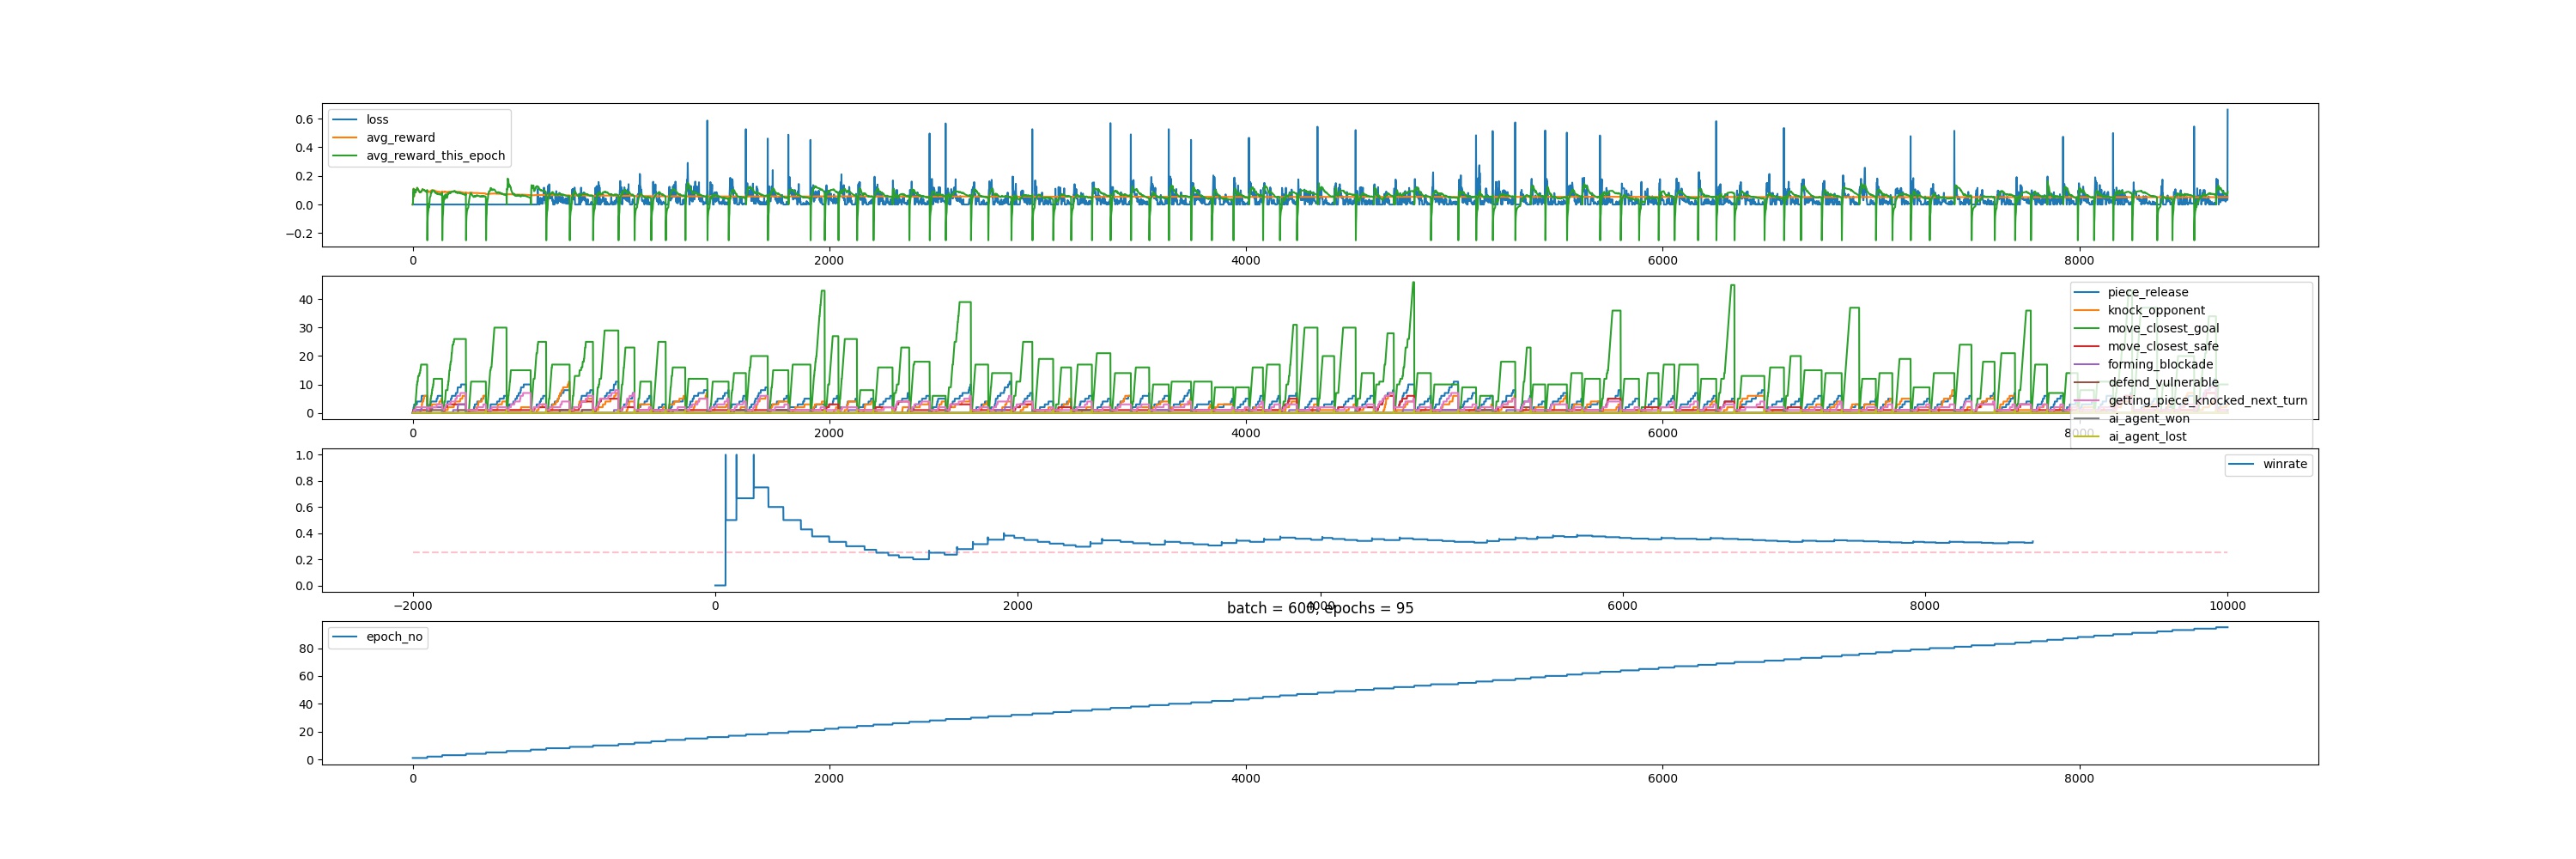 0.6
0.4
0.2
0.0
−0.2
loss
avg_reward
avg_reward_this_epoch
0 2000 4000 6000 8000
40
30
20
10
0
piece_release
knock_opponent
move_closest_goal
move_closest_safe
forming_blockade
defend_vulnerable
getting_piece_knocked_next_turn
ai_agent_won
ai_agent_lost
0 2000 4000 6000 8000
1.0
0.8
0.6
0.4
0.2
0.0
winrate
−2000 0 2000 4000 6000 8000 10000
batch = 600, epochs = 95
80
60
40
20
0
epoch_no
0 2000 4000 6000 8000